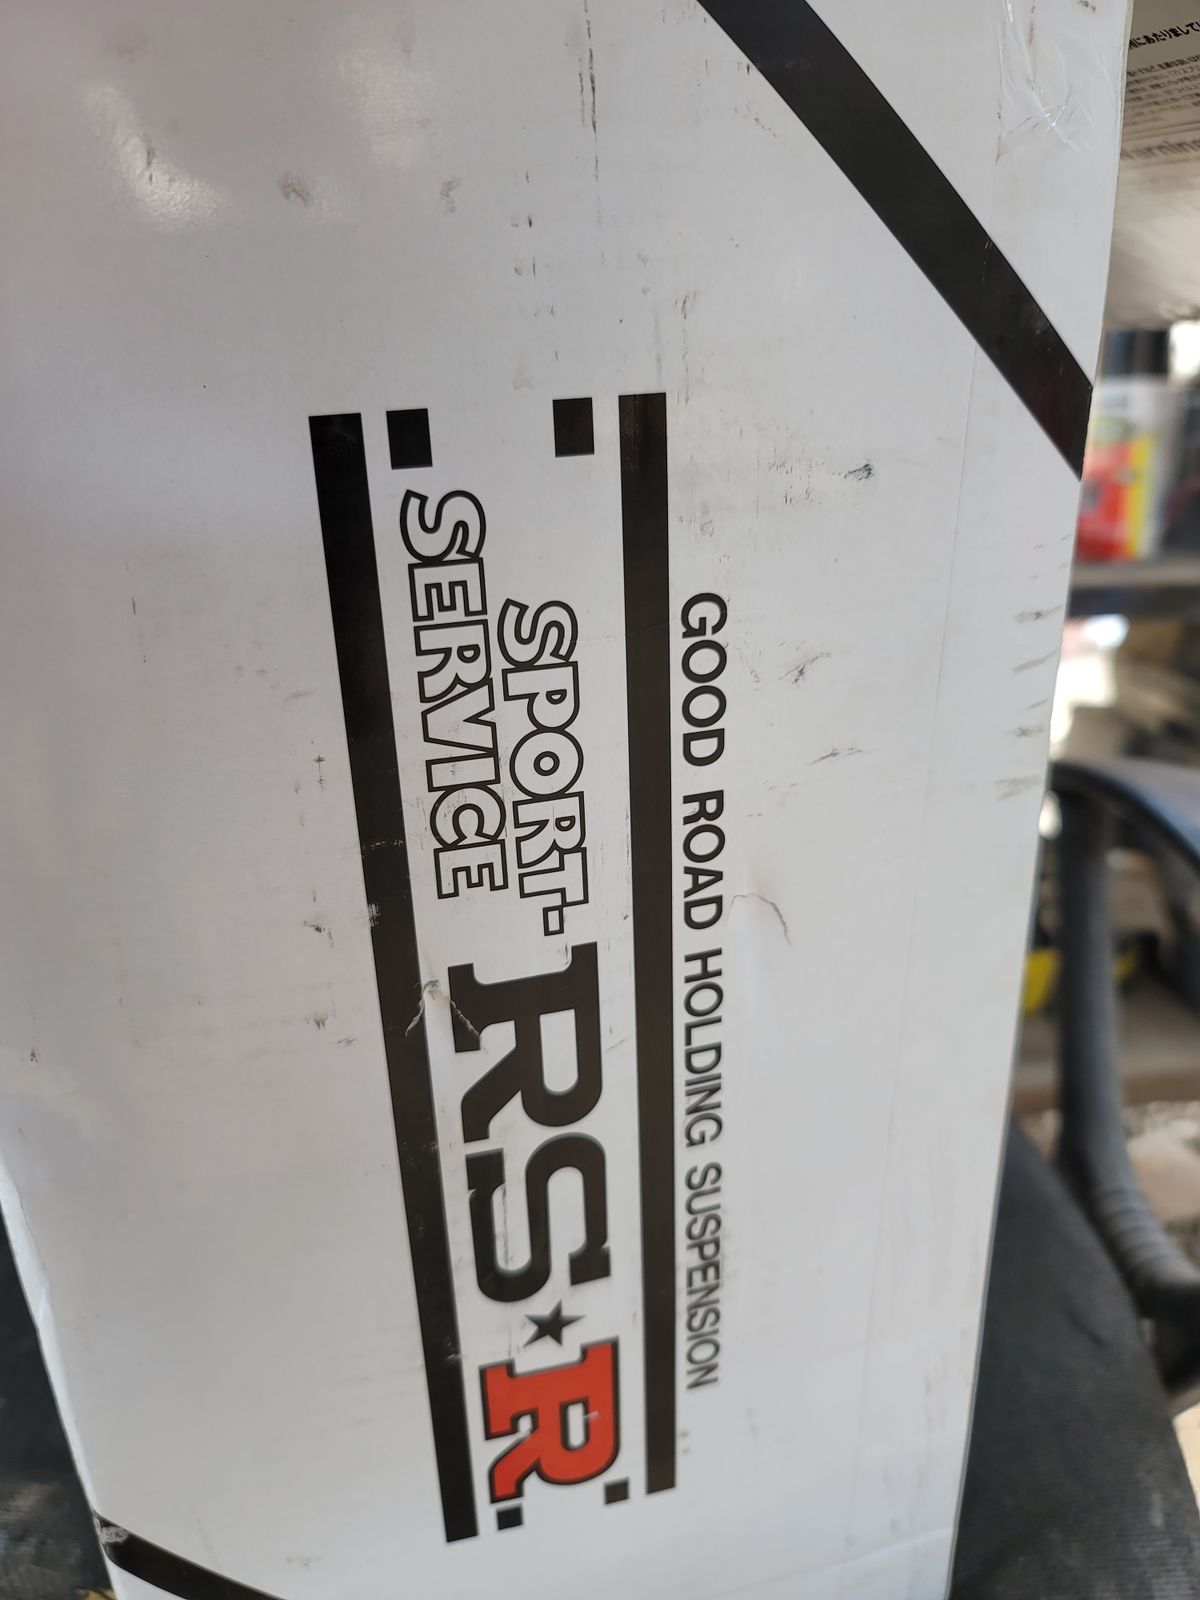 GOOD ROAD HOLDING SUSPENSION
SPORT-
SERVICE
RS★R.